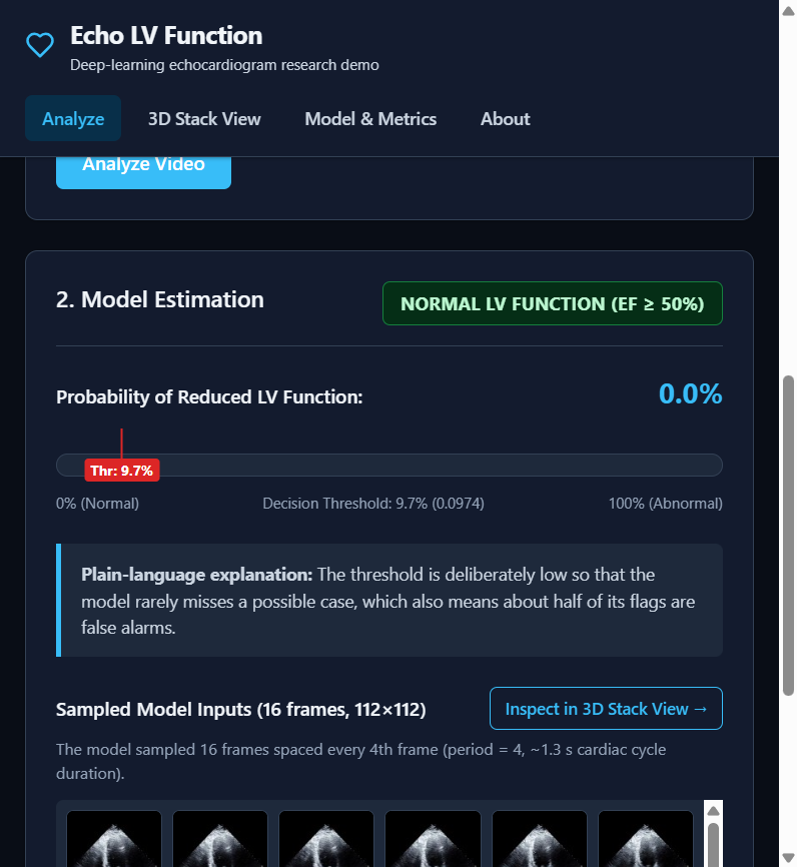 Echo LV Function
Deep-learning echocardiogram research demo
Analyze
3D Stack View
Model & Metrics
About
Analyze Video
2. Model Estimation
NORMAL LV FUNCTION (EF ≥ 50%)
Probability of Reduced LV Function:
0.0%
Thr: 9.7%
0% (Normal)
Decision Threshold: 9.7% (0.0974)
100% (Abnormal)
Plain-language explanation: The threshold is deliberately low so that the
model rarely misses a possible case, which also means about half of its flags are
false alarms.
Sampled Model Inputs (16 frames, 112×112)
Inspect in 3D Stack View →
The model sampled 16 frames spaced every 4th frame (period = 4, ~1.3 s cardiac cycle
duration).